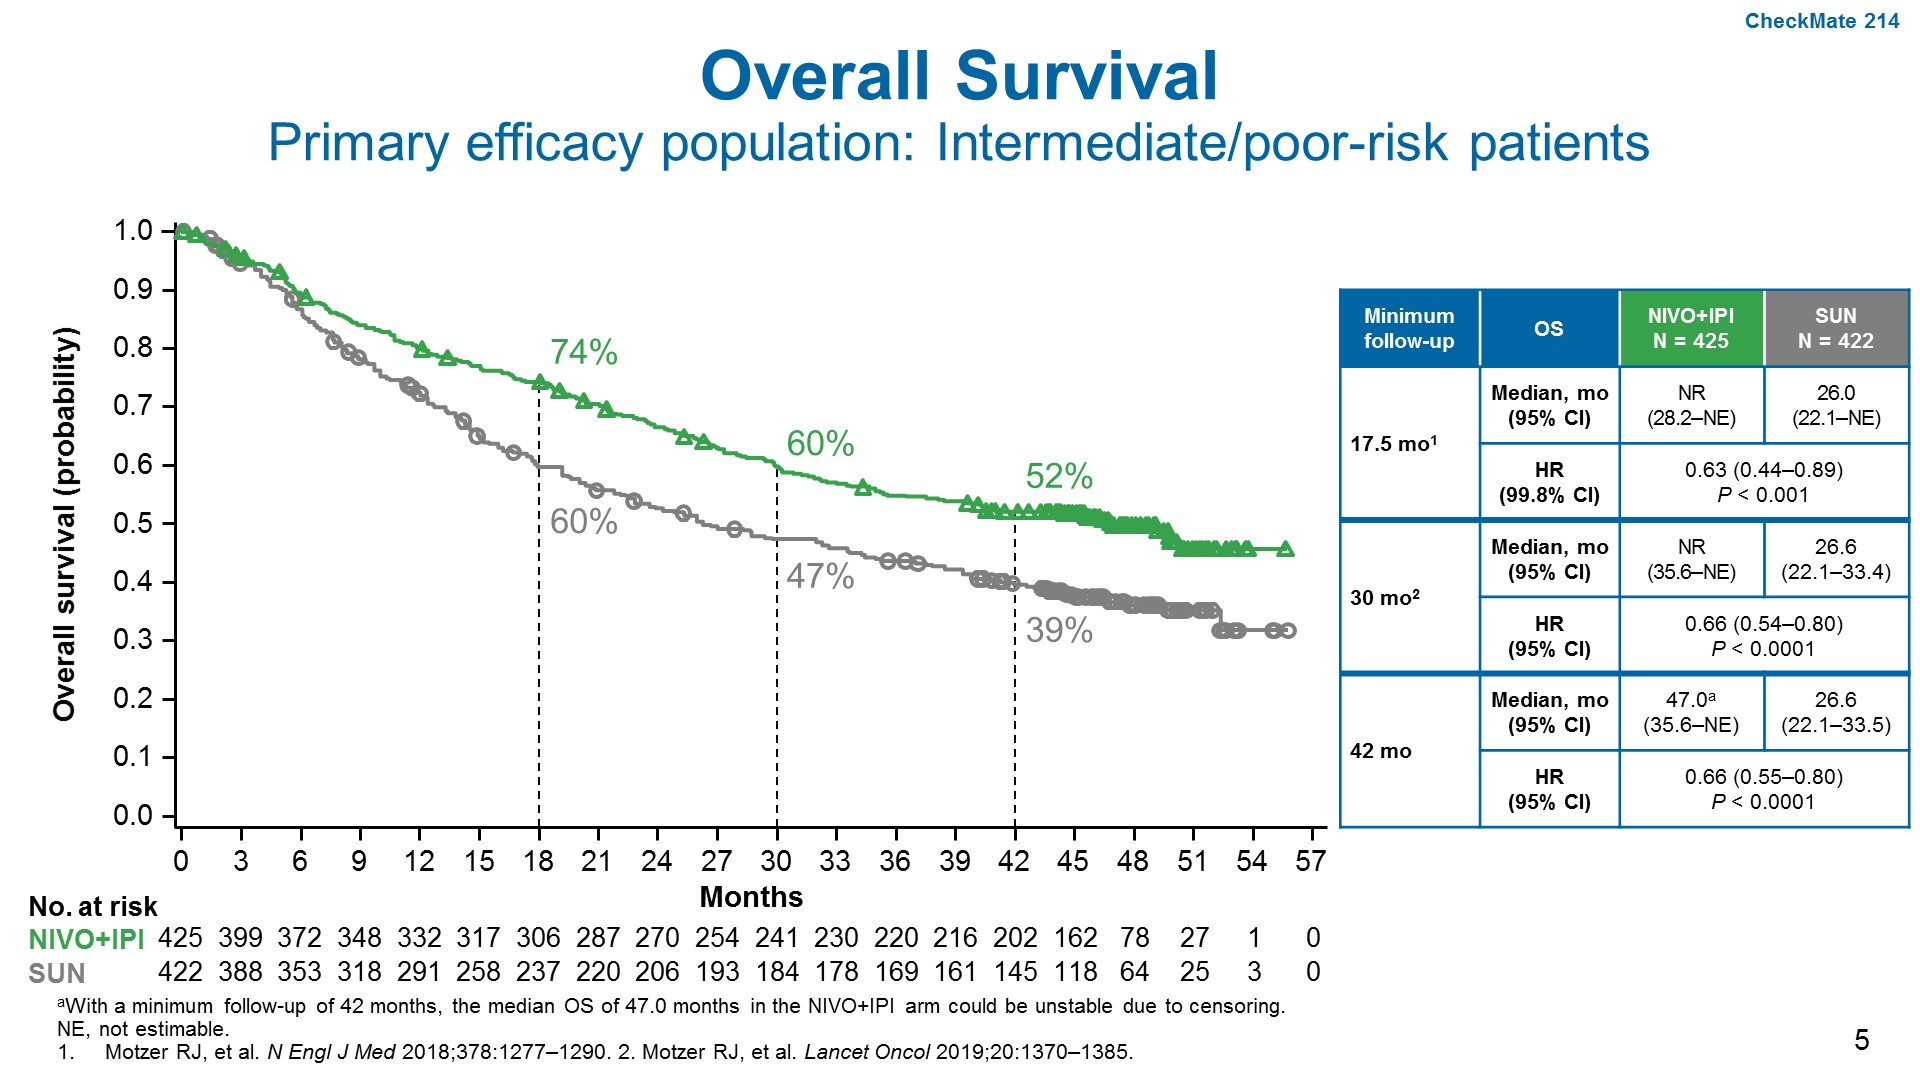 CheckMate 214
Overall Survival
Primary efficacy population: Intermediate/poor-risk patients
Overall survival (probability)
1.0
0.9
0.8
0.7
0.6
0.5
0.4
0.3
0.2
0.1
0.0
74%
60%
60%
47%
52%
39%
0 3 6 9 12 15 18 21 24 27 30 33 36 39 42 45 48 51 54 57
Months
No. at risk
NIVO+IPI 425 399 372 348 332 317 306 287 270 254 241 230 220 216 202 162 78 27 1 0
SUN 422 388 353 318 291 258 237 220 206 193 184 178 169 161 145 118 64 25 3 0
Minimum follow-up OS NIVO+IPI N = 425 SUN N = 422
17.5 mo¹
Median, mo (95% CI) NR (28.2–NE) 26.0 (22.1–NE)
HR (99.8% CI) 0.63 (0.44–0.89) P < 0.001
30 mo²
Median, mo (95% CI) NR (35.6–NE) 26.6 (22.1–33.4)
HR (95% CI) 0.66 (0.54–0.80) P < 0.0001
42 mo
Median, mo (95% CI) 47.0ᵃ (35.6–NE) 26.6 (22.1–33.5)
HR (95% CI) 0.66 (0.55–0.80) P < 0.0001
ᵃWith a minimum follow-up of 42 months, the median OS of 47.0 months in the NIVO+IPI arm could be unstable due to censoring.
NE, not estimable.
1. Motzer RJ, et al. N Engl J Med 2018;378:1277–1290. 2. Motzer RJ, et al. Lancet Oncol 2019;20:1370–1385.
5